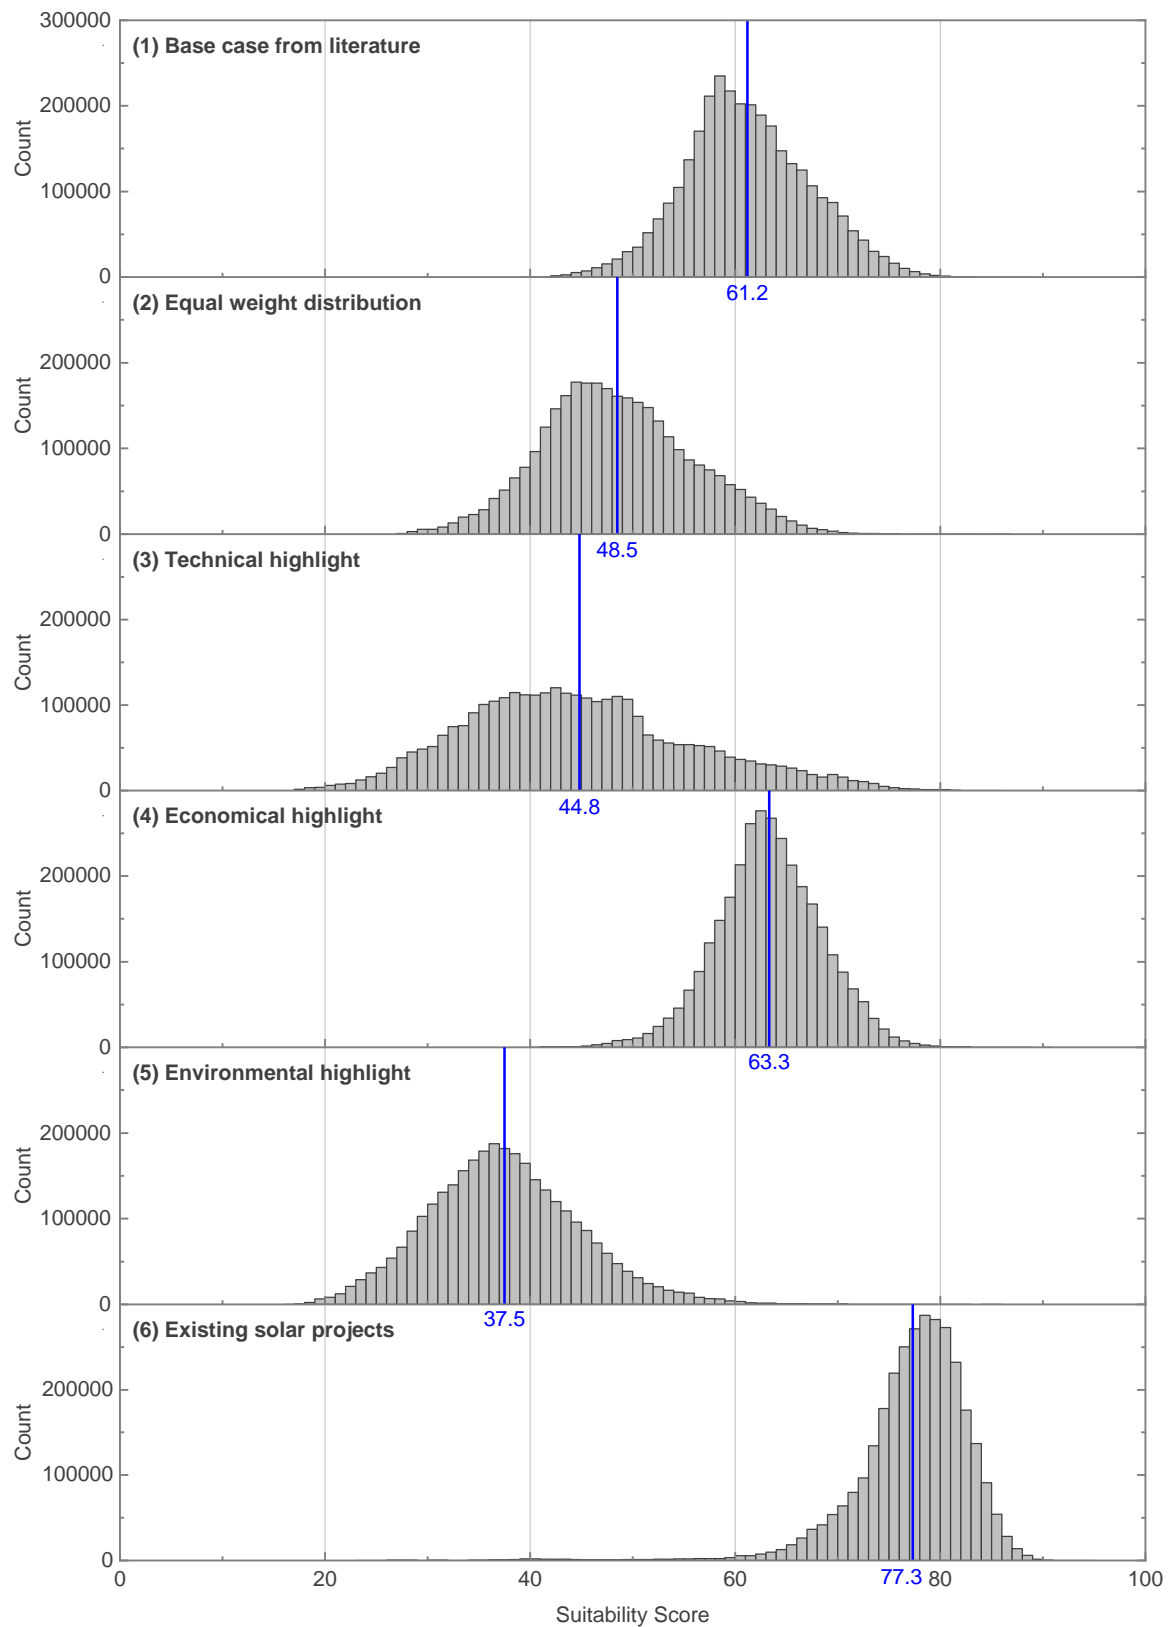 300000
(1) Base case from literature
200000
Count
100000
0
61.2
(2) Equal weight distribution
200000
Count
100000
0
48.5
(3) Technical highlight
200000
Count
100000
0
44.8
(4) Economical highlight
200000
Count
100000
0
63.3
(5) Environmental highlight
200000
Count
100000
0
37.5
(6) Existing solar projects
200000
Count
100000
0
0 20 40 60 77.3 80 100
Suitability Score